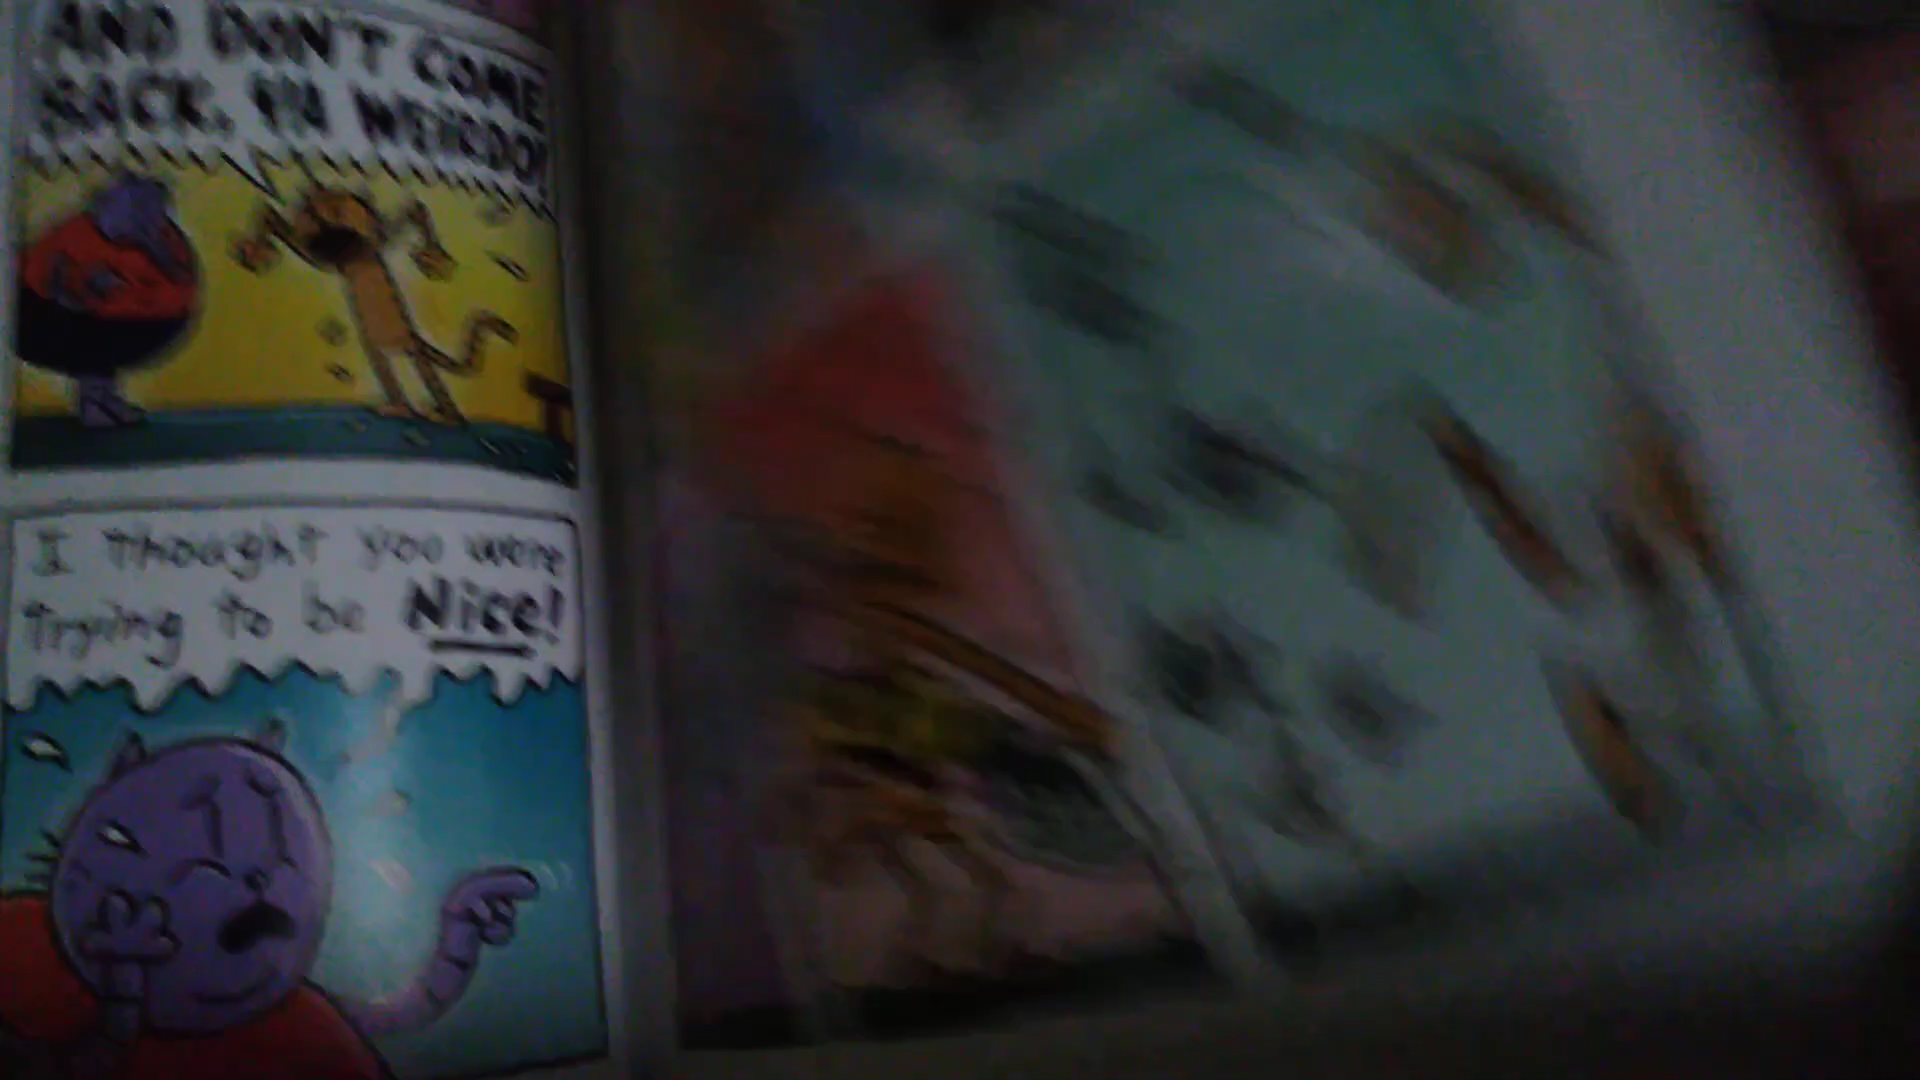 AND DON'T COME
BACK, YA WEIRDO!
I thought you were
trying to be Nice!